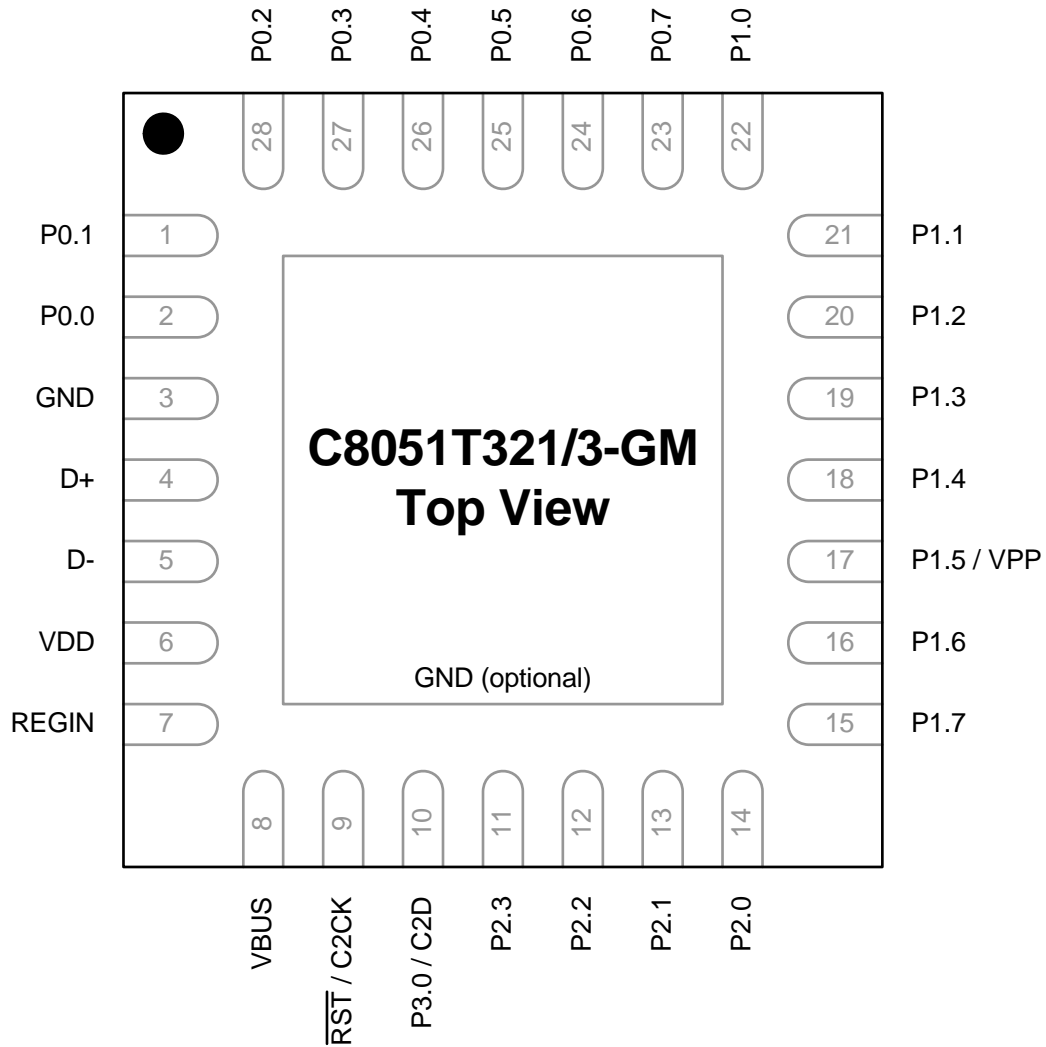 P0.2
P0.3
P0.4
P0.5
P0.6
P0.7
P1.0
28
27
26
25
24
23
22
P0.1
1
21
P1.1
P0.0
2
20
P1.2
GND
3
19
P1.3
C8051T321/3-GM
Top View
D+
4
18
P1.4
D-
5
17
P1.5 / VPP
VDD
6
16
P1.6
GND (optional)
REGIN
7
15
P1.7
8
9
10
11
12
13
14
VBUS
RST / C2CK
P3.0 / C2D
P2.3
P2.2
P2.1
P2.0